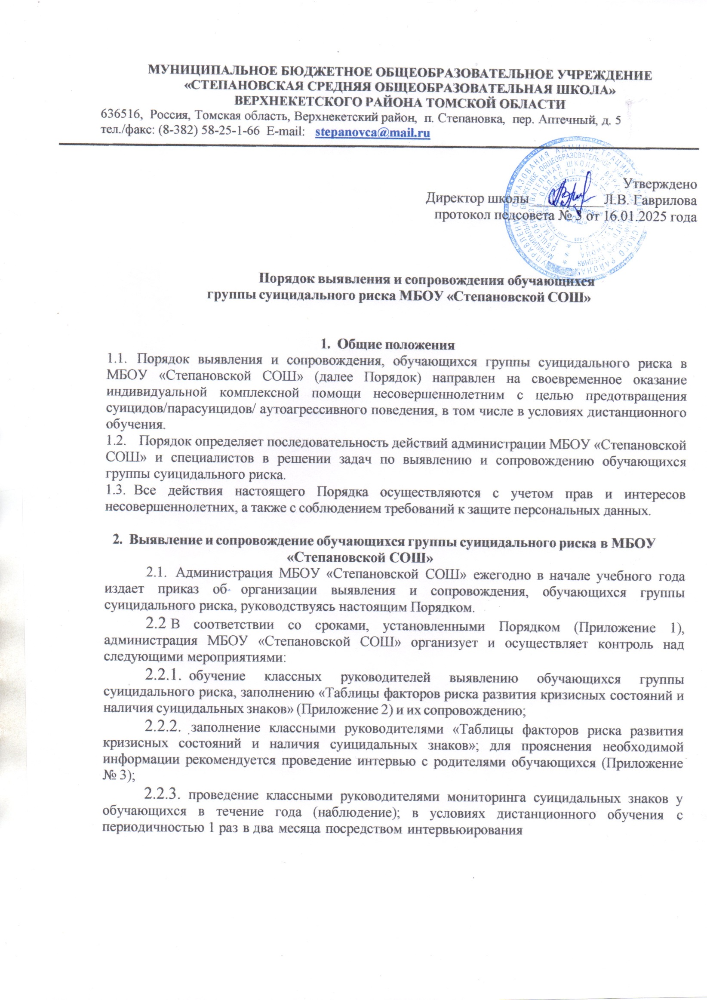 МУНИЦИПАЛЬНОЕ БЮДЖЕТНОЕ ОБЩЕОБРАЗОВАТЕЛЬНОЕ УЧРЕЖДЕНИЕ
«СТЕПАНОВСКАЯ СРЕДНЯЯ ОБЩЕОБРАЗОВАТЕЛЬНАЯ ШКОЛА»
ВЕРХНЕКЕТСКОГО РАЙОНА ТОМСКОЙ ОБЛАСТИ
636516, Россия, Томская область, Верхнекетский район, п. Степановка, пер. Аптечный, д. 5
тел./факс: (8-382) 58-25-1-66 E-mail: stepanovca@mail.ru
Утверждено
Директор школы __________ Л.В. Гаврилова
протокол педсовета № 3 от 16.01.2025 года
Порядок выявления и сопровождения обучающихся
группы суицидального риска МБОУ «Степановской СОШ»
1. Общие положения
1.1. Порядок выявления и сопровождения, обучающихся группы суицидального риска в
МБОУ «Степановской СОШ» (далее Порядок) направлен на своевременное оказание
индивидуальной комплексной помощи несовершеннолетним с целью предотвращения
суицидов/парасуицидов/ аутоагрессивного поведения, в том числе в условиях дистанционного
обучения.
1.2. Порядок определяет последовательность действий администрации МБОУ «Степановской
СОШ» и специалистов в решении задач по выявлению и сопровождению обучающихся
группы суицидального риска.
1.3. Все действия настоящего Порядка осуществляются с учетом прав и интересов
несовершеннолетних, а также с соблюдением требований к защите персональных данных.
2. Выявление и сопровождение обучающихся группы суицидального риска в МБОУ
«Степановской СОШ»
2.1. Администрация МБОУ «Степановской СОШ» ежегодно в начале учебного года
издает приказ об организации выявления и сопровождения, обучающихся группы
суицидального риска, руководствуясь настоящим Порядком.
2.2 В соответствии со сроками, установленными Порядком (Приложение 1),
администрация МБОУ «Степановской СОШ» организует и осуществляет контроль над
следующими мероприятиями:
2.2.1. обучение классных руководителей выявлению обучающихся группы
суицидального риска, заполнению «Таблицы факторов риска развития кризисных состояний и
наличия суицидальных знаков» (Приложение 2) и их сопровождению;
2.2.2. заполнение классными руководителями «Таблицы факторов риска развития
кризисных состояний и наличия суицидальных знаков»; для прояснения необходимой
информации рекомендуется проведение интервью с родителями обучающихся (Приложение
№ 3);
2.2.3. проведение классными руководителями мониторинга суицидальных знаков у
обучающихся в течение года (наблюдение); в условиях дистанционного обучения с
периодичностью 1 раз в два месяца посредством интервьюирования